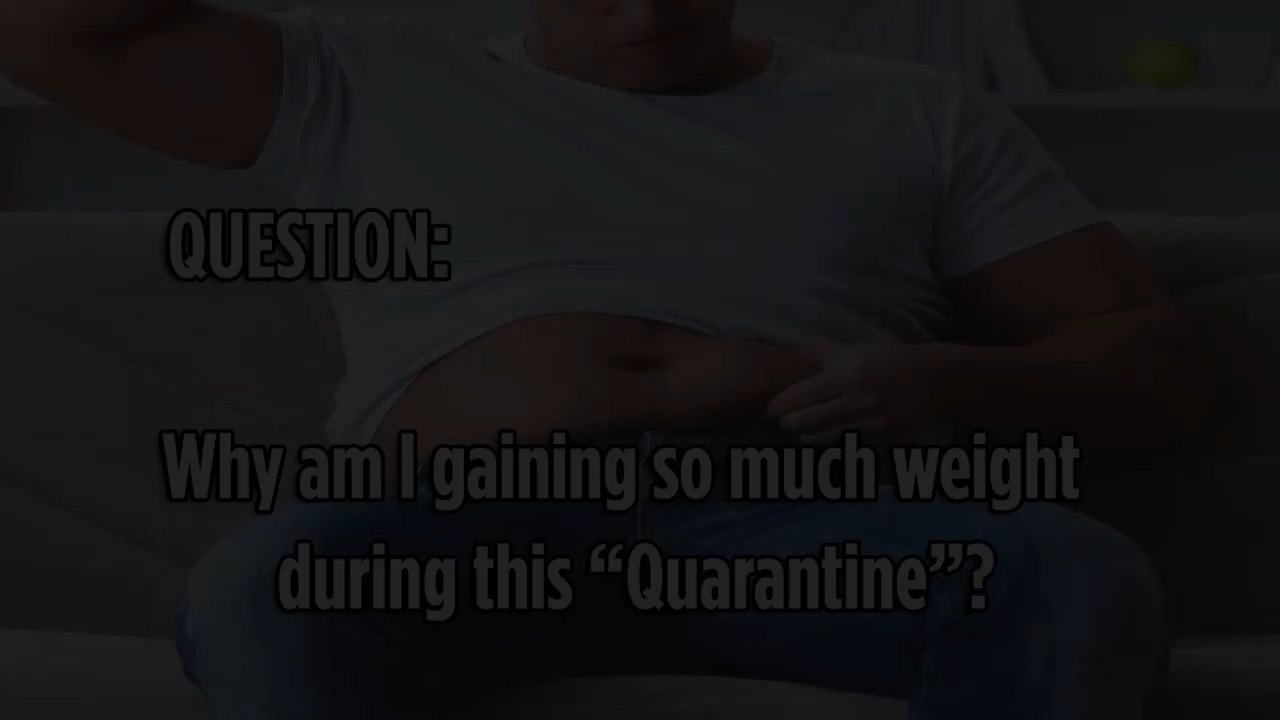 QUESTION:
Why am I gaining so much weight
during this “Quarantine”?